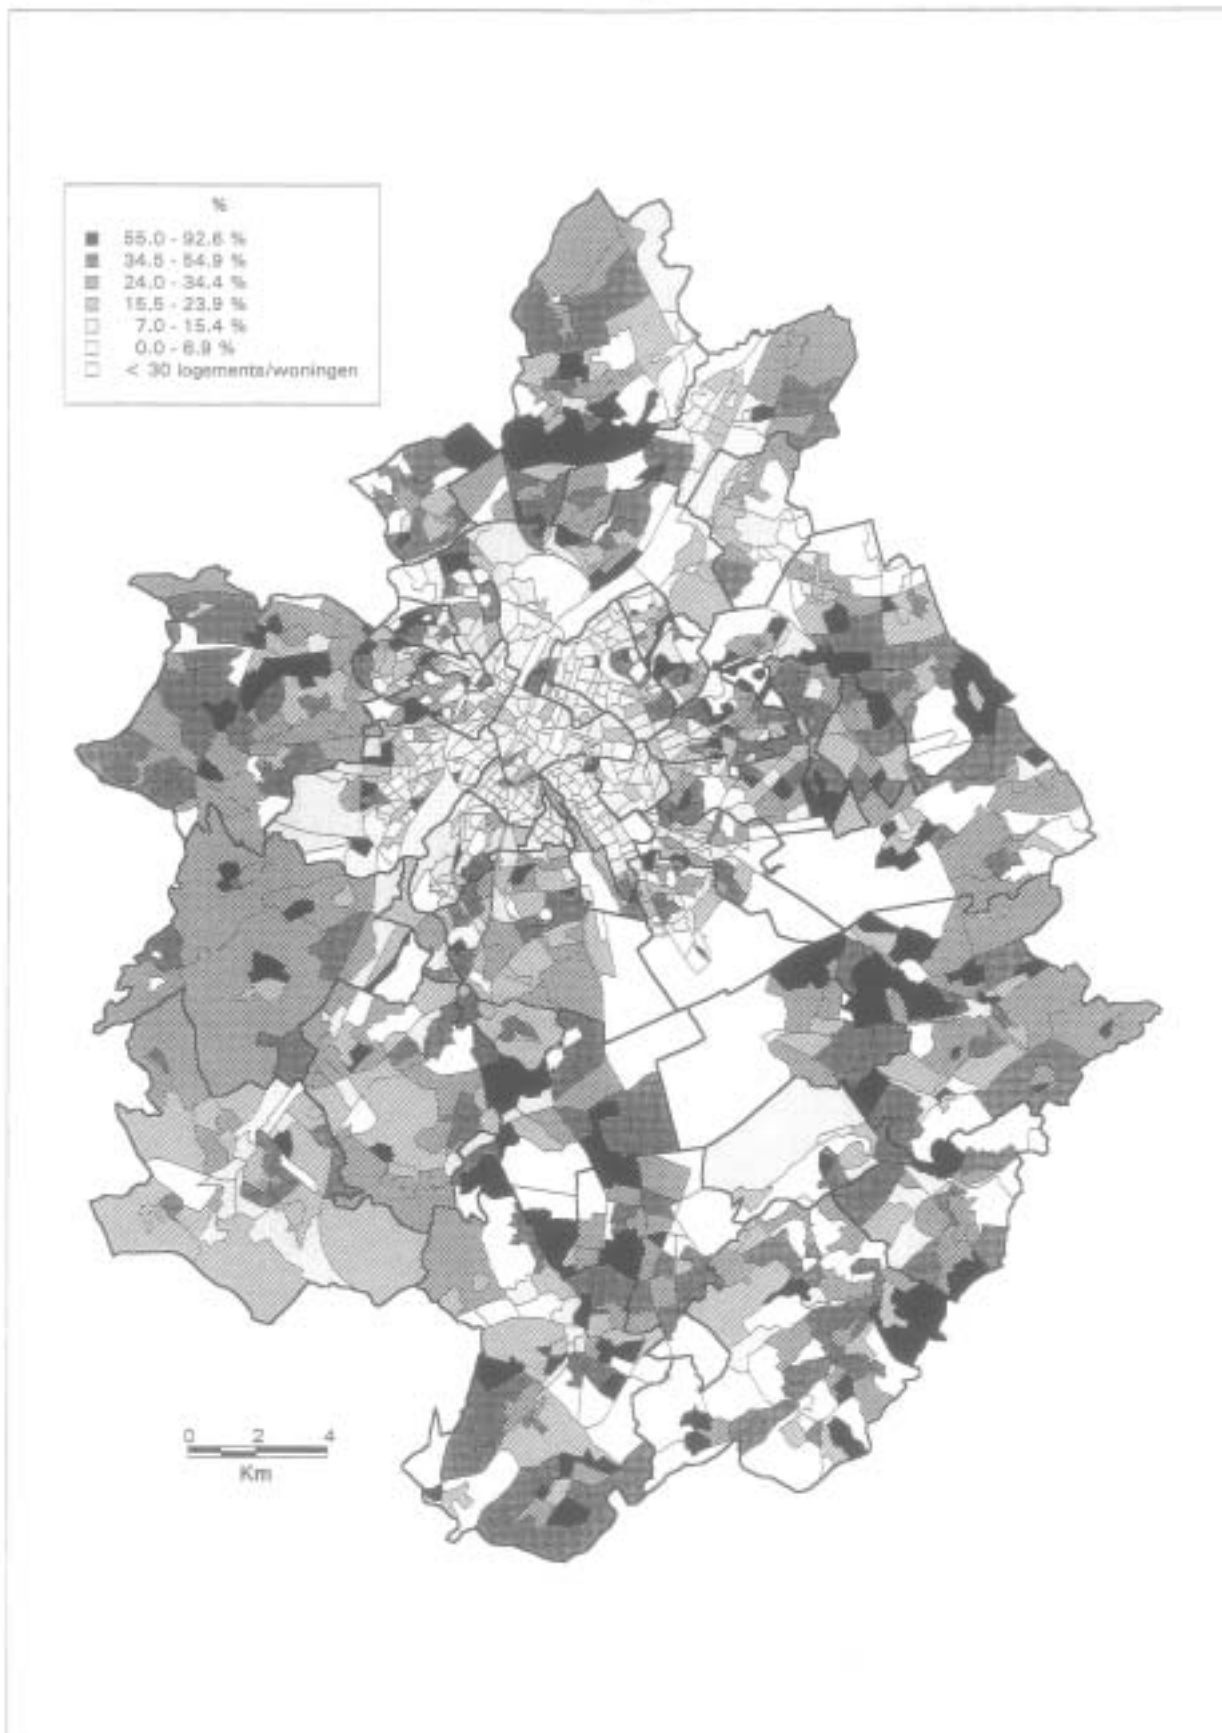 %
55.0 - 92.6 %
34.5 - 54.9 %
24.0 - 34.4 %
15.5 - 23.9 %
7.0 - 15.4 %
0.0 - 6.9 %
< 30 logements/woningen
0 2 4
Km